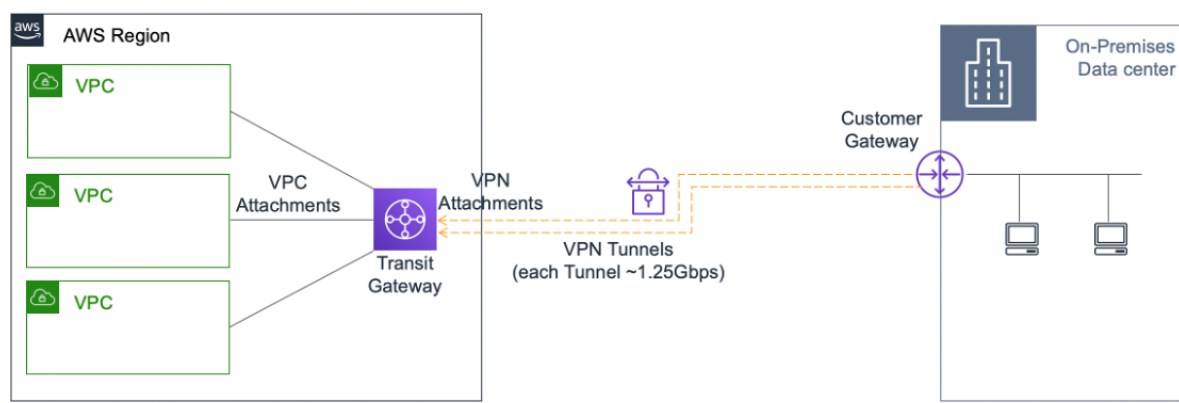 aws
AWS Region
VPC
VPC
VPC
VPC
Attachments
VPN
Attachments
Transit
Gateway
VPN Tunnels
(each Tunnel ~1.25Gbps)
Customer
Gateway
On-Premises
Data center